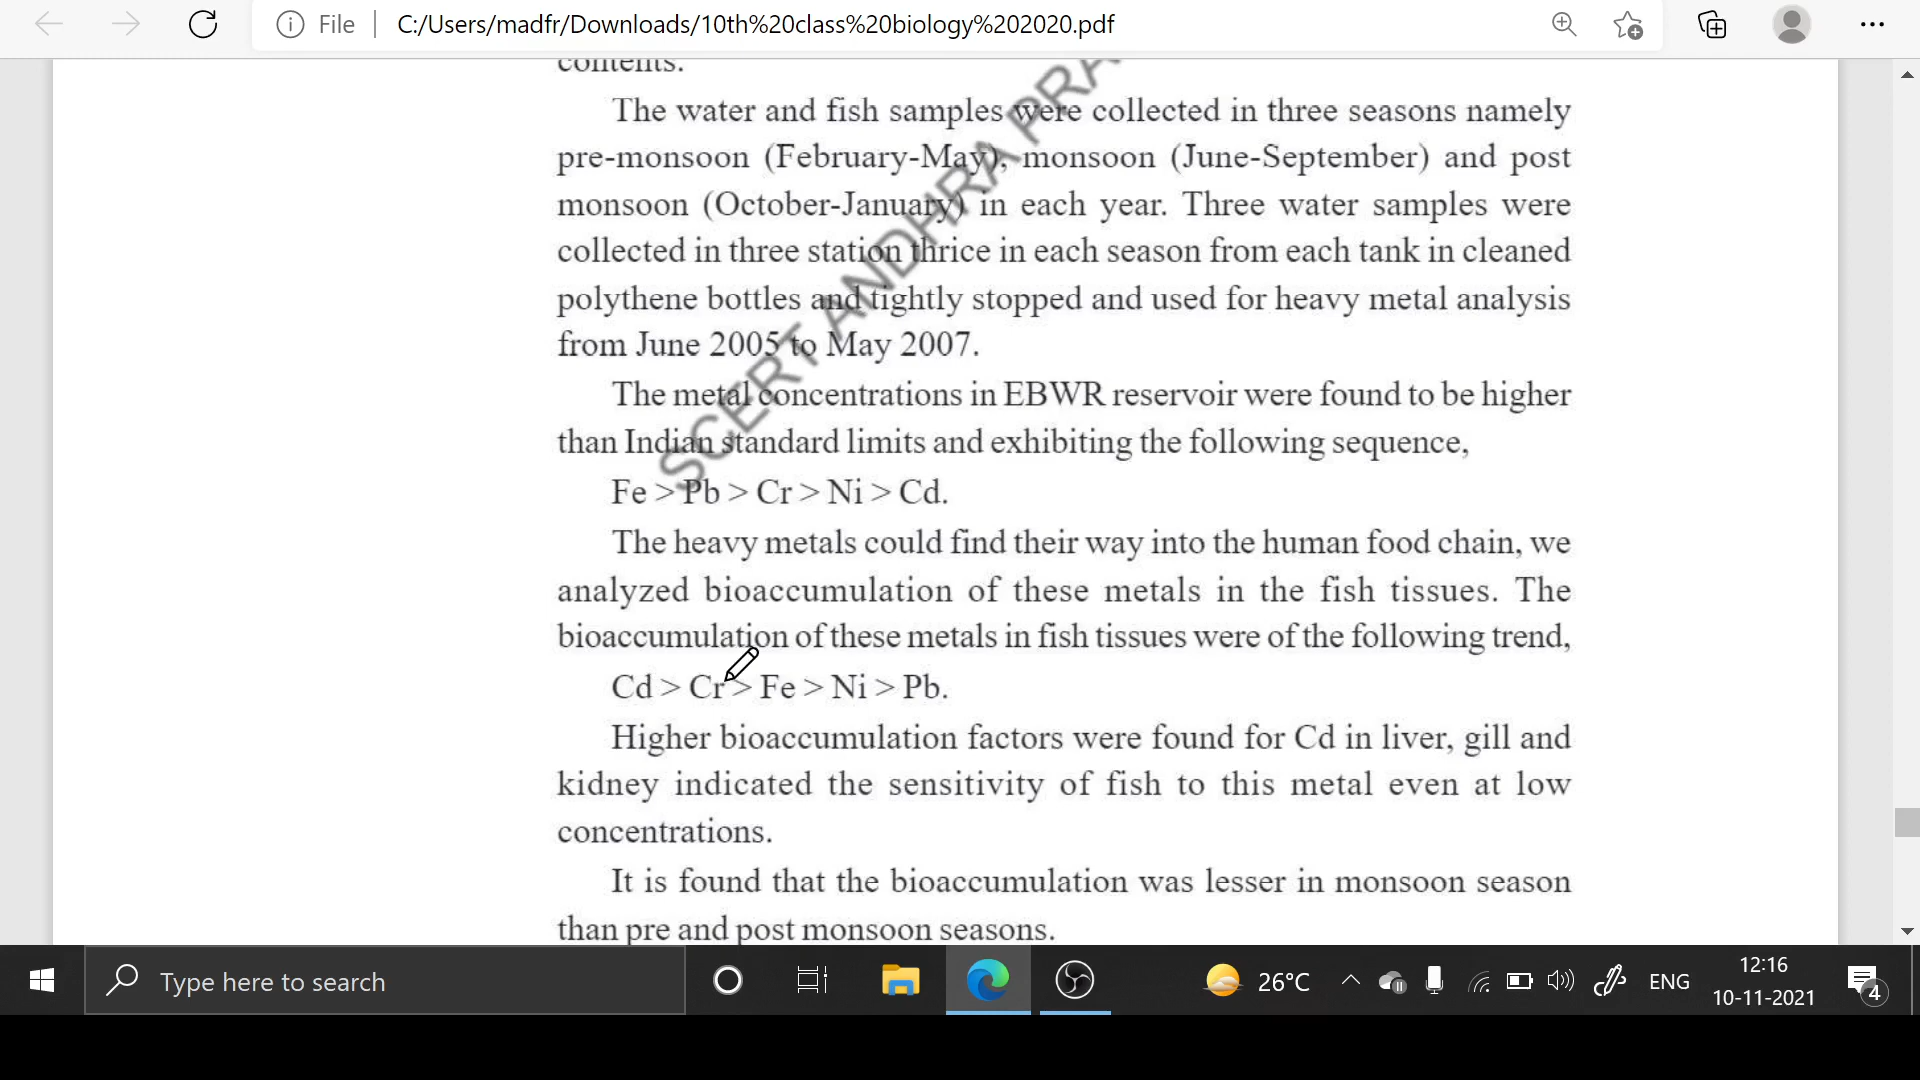 File
C:/Users/madfr/Downloads/10th%20class%20biology%202020.pdf
contents.
The water and fish samples were collected in three seasons namely
pre-monsoon (February-May), monsoon (June-September) and post
monsoon (October-January) in each year. Three water samples were
collected in three station thrice in each season from each tank in cleaned
polythene bottles and tightly stopped and used for heavy metal analysis
from June 2005 to May 2007.
The metal concentrations in EBWR reservoir were found to be higher
than Indian standard limits and exhibiting the following sequence,
Fe > Pb > Cr > Ni > Cd.
The heavy metals could find their way into the human food chain, we
analyzed bioaccumulation of these metals in the fish tissues. The
bioaccumulation of these metals in fish tissues were of the following trend,
Cd > Cr > Fe > Ni > Pb.
Higher bioaccumulation factors were found for Cd in liver, gill and
kidney indicated the sensitivity of fish to this metal even at low
concentrations.
It is found that the bioaccumulation was lesser in monsoon season
than pre and post monsoon seasons.
SCERT ANDHRA PRA
Type here to search
26°C
ENG
12:16
10-11-2021
4